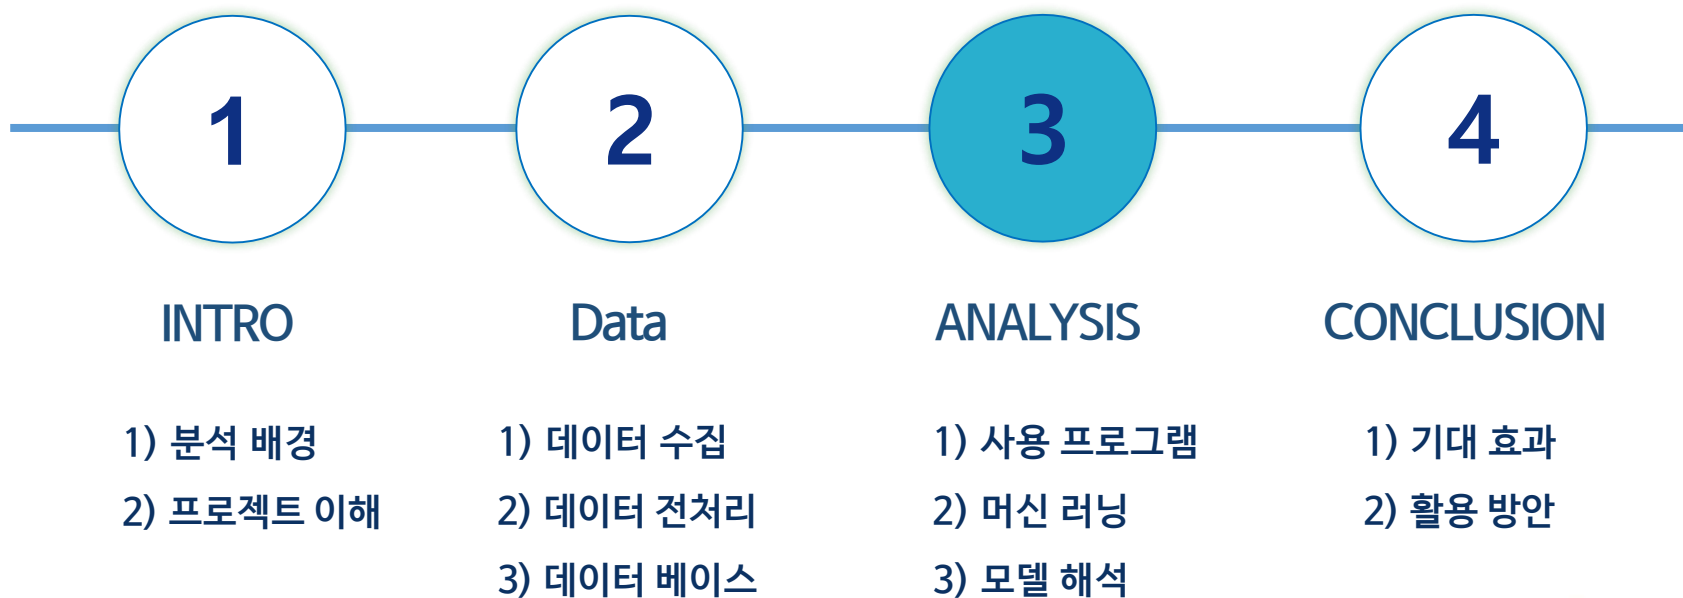 1
2
3
4
INTRO
Data
ANALYSIS
CONCLUSION
1) 분석 배경
2) 프로젝트 이해
1) 데이터 수집
2) 데이터 전처리
3) 데이터 베이스
1) 사용 프로그램
2) 머신 러닝
3) 모델 해석
1) 기대 효과
2) 활용 방안